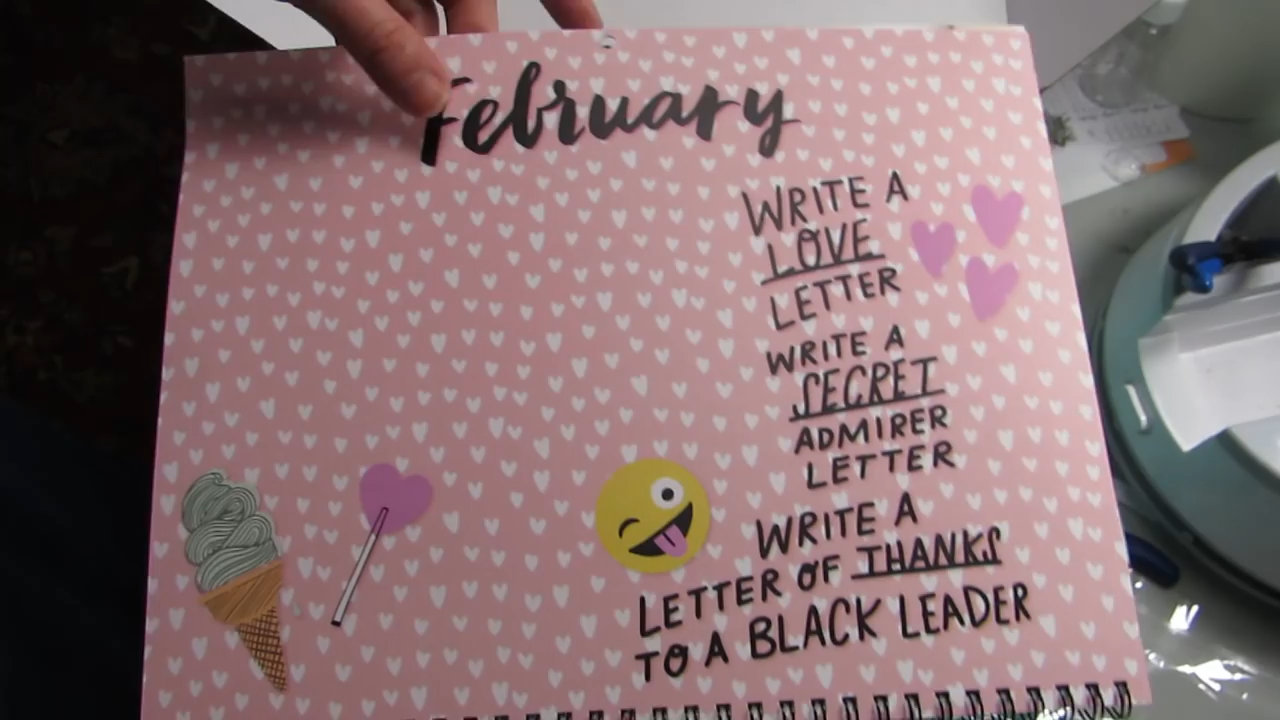 February
WRITE A
LOVE
LETTER
WRITE A
SECRET
ADMIRER
LETTER
WRITE A
LETTER OF THANKS
TO A BLACK LEADER